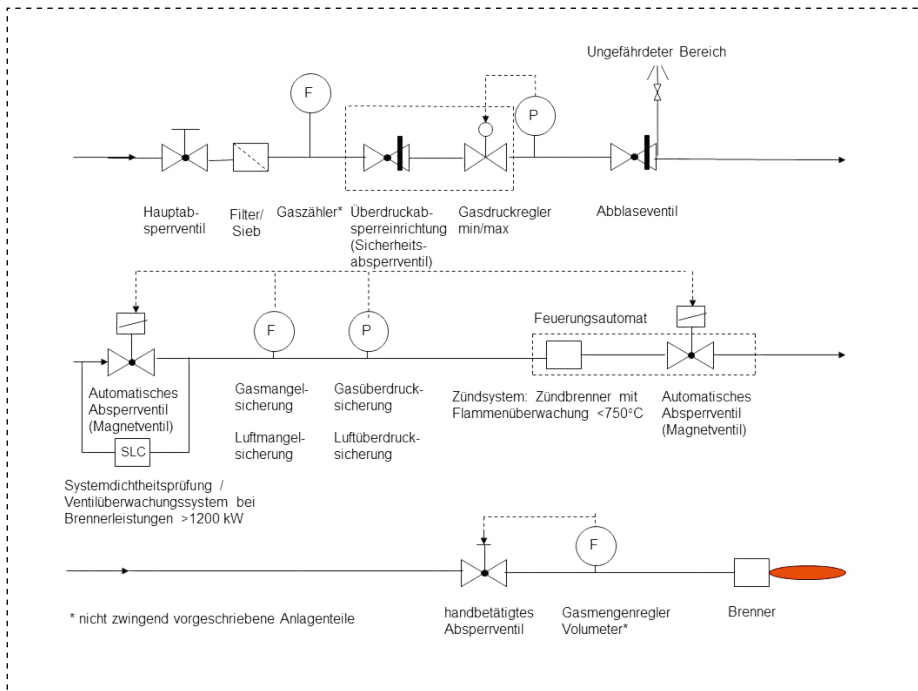 Ungefährdeter Bereich
F
P
Hauptab-
sperrventil
Filter/
Sieb
Gaszähler*
Überdruckab-
sperreinrichtung
(Sicherheits-
absperrventil)
Gasdruckregler
min/max
Abblaseventil
Feuerungsautomat
F
P
Automatisches
Absperrventil
(Magnetventil)
SLC
Gasmangel-
sicherung
Luftmangel-
sicherung
Gasüberdruck-
sicherung
Luftüberdruck-
sicherung
Zündsystem: Zündbrenner mit
Flammenüberwachung <750°C
Automatisches
Absperrventil
(Magnetventil)
Systemdichtheitsprüfung /
Ventilüberwachungssystem bei
Brennerleistungen >1200 kW
F
* nicht zwingend vorgeschriebene Anlagenteile
handbetätigtes
Absperrventil
Gasmengenregler
Volumeter*
Brenner